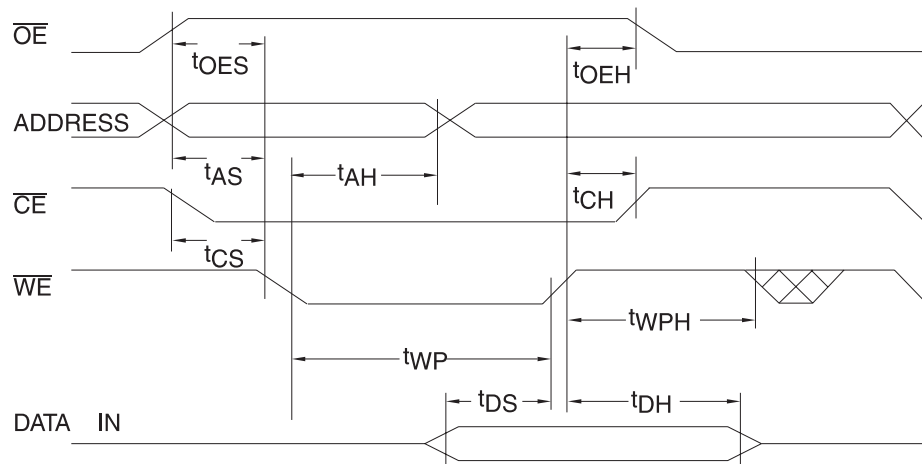 OE
tOES
tOEH
ADDRESS
tAS
tAH
tCH
CE
tCS
WE
tWPH
tWP
tDS
tDH
DATA IN